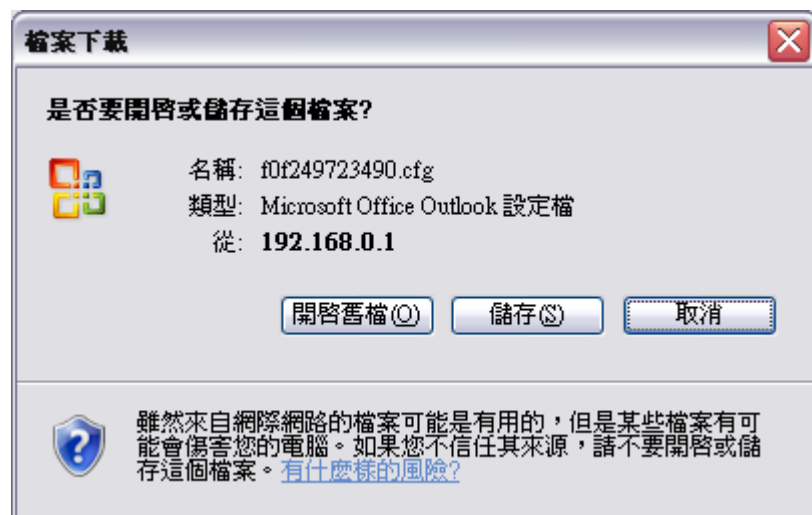 檔案下載
是否要開啓或儲存這個檔案?
名稱: f0f249723490.cfg
類型: Microsoft Office Outlook 設定檔
從: 192.168.0.1
開啓舊檔(O) 儲存(S) 取消
雖然來自網際網路的檔案可能是有用的，但是某些檔案有可
能會傷害您的電腦。如果您不信任其來源，請不要開啓或儲
存這個檔案。有什麼樣的風險?